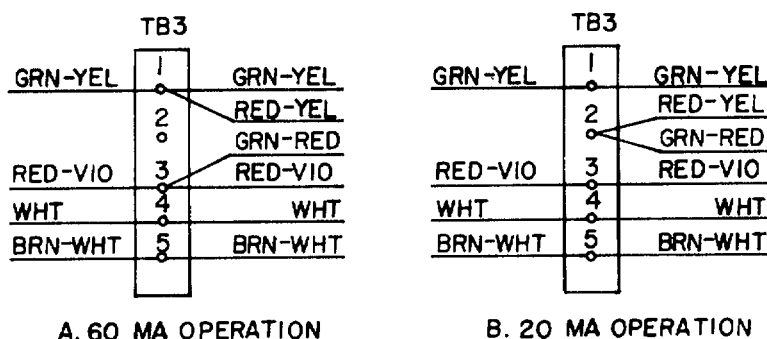 TB3
1
GRN-YEL GRN-YEL
RED-YEL
2
GRN-RED
3
RED-VIO RED-VIO
4
WHT WHT
5
BRN-WHT BRN-WHT
A. 60 MA OPERATION
TB3
1
GRN-YEL GRN-YEL
RED-YEL
2
GRN-RED
3
RED-VIO RED-VIO
4
WHT WHT
5
BRN-WHT BRN-WHT
B. 20 MA OPERATION